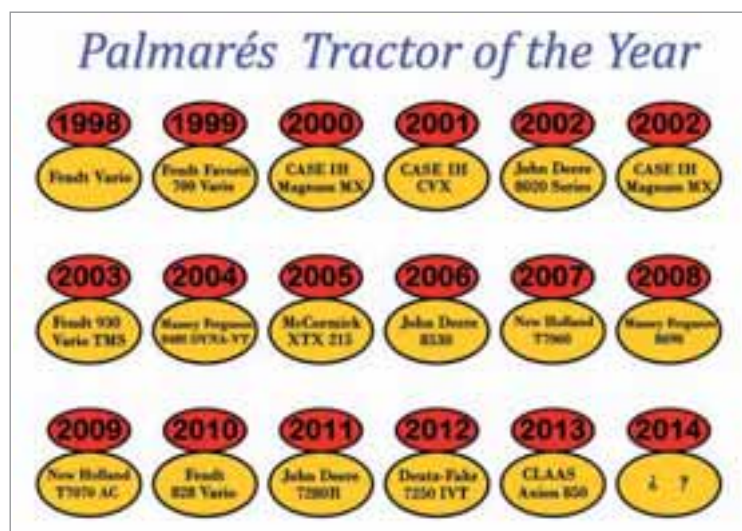 Palmarés Tractor of the Year
1998 1999 2000 2001 2002 2002
Fendt Vario
Fendt Favorit
700 Vario
CASE IH
Magnum MX
CASE IH
CVX
John Deere
8020 Series
CASE IH
Magnum MX
2003 2004 2005 2006 2007 2008
Fendt 930
Vario TMS
Massey Ferguson
DYNA-VT
McCormick
XTX 215
John Deere
8530
New Holland
T7060
Massey Ferguson
2009 2010 2011 2012 2013 2014
New Holland
T7070 AC
Fendt
828 Vario
John Deere
7280R
Deutz-Fahr
7250 IVT
CLAAS
Axion 850
¿ ?